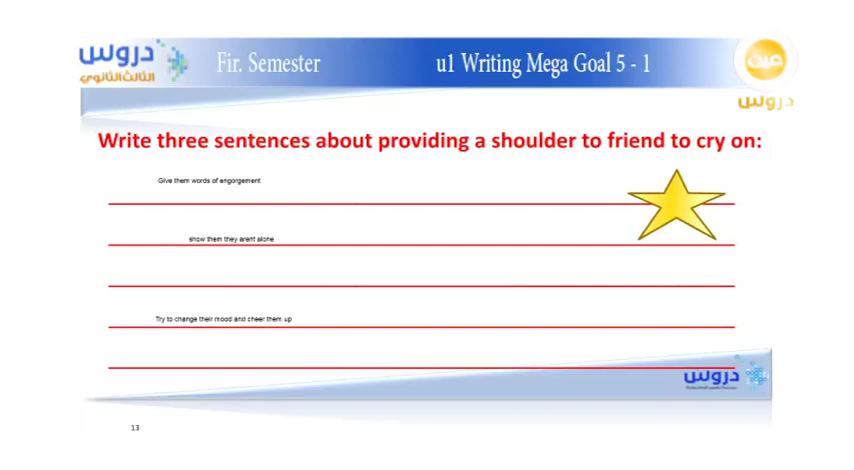 دروس
الثالث الثانوي
Fir. Semester
u1 Writing Mega Goal 5 - 1
عين
دروس
Write three sentences about providing a shoulder to friend to cry on:
Give them words of engorgement
show them they arent alone
Try to change their mood and cheer them up
دروس
13